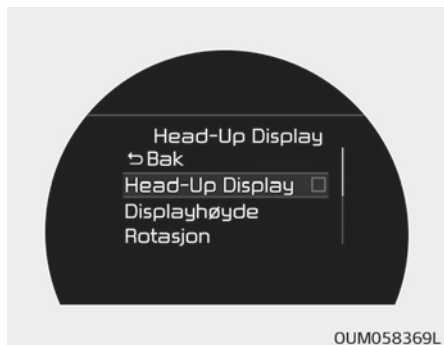 Head-Up Display
Bak
Head-Up Display
Displayhøyde
Rotasjon
OUM058369L